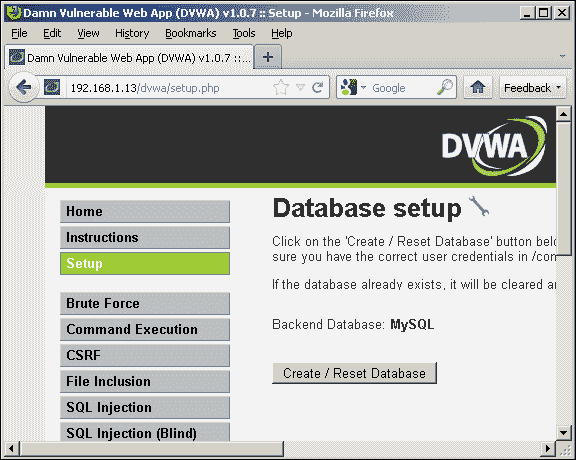 Damn Vulnerable Web App (DVWA) v1.0.7 :: Setup - Mozilla Firefox
File Edit View History Bookmarks Tools Help
Damn Vulnerable Web App (DVWA) v1.0.7 ::...
192.168.1.13/dvwa/setup.php
Google
Feedback
DVWA
Home
Instructions
Setup
Brute Force
Command Execution
CSRF
File Inclusion
SQL Injection
SQL Injection (Blind)
Database setup
Click on the 'Create / Reset Database' button belo
sure you have the correct user credentials in /con
If the database already exists, it will be cleared an
Backend Database: MySQL
Create / Reset Database